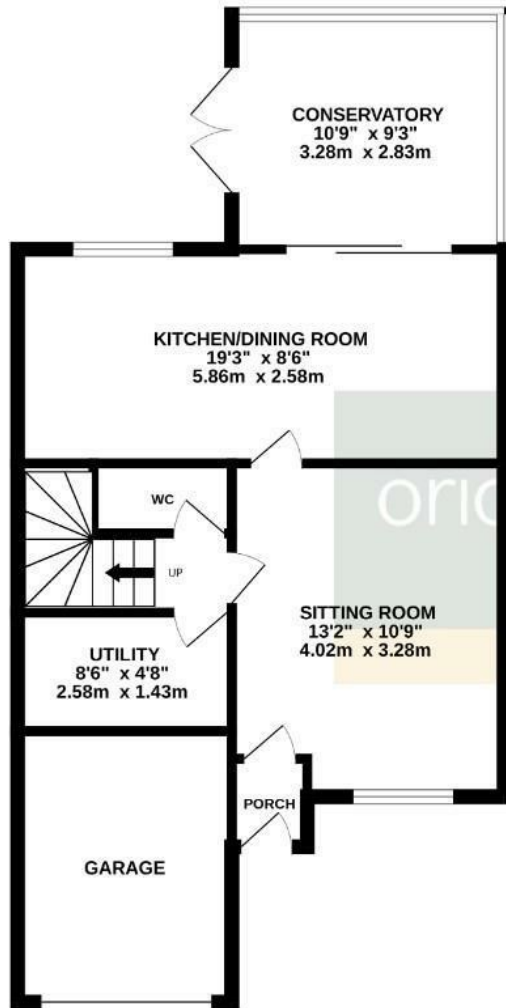 CONSERVATORY
10'9" x 9'3"
3.28m x 2.83m
KITCHEN/DINING ROOM
19'3" x 8'6"
5.86m x 2.58m
WC
UP
SITTING ROOM
13'2" x 10'9"
4.02m x 3.28m
UTILITY
8'6" x 4'8"
2.58m x 1.43m
PORCH
GARAGE